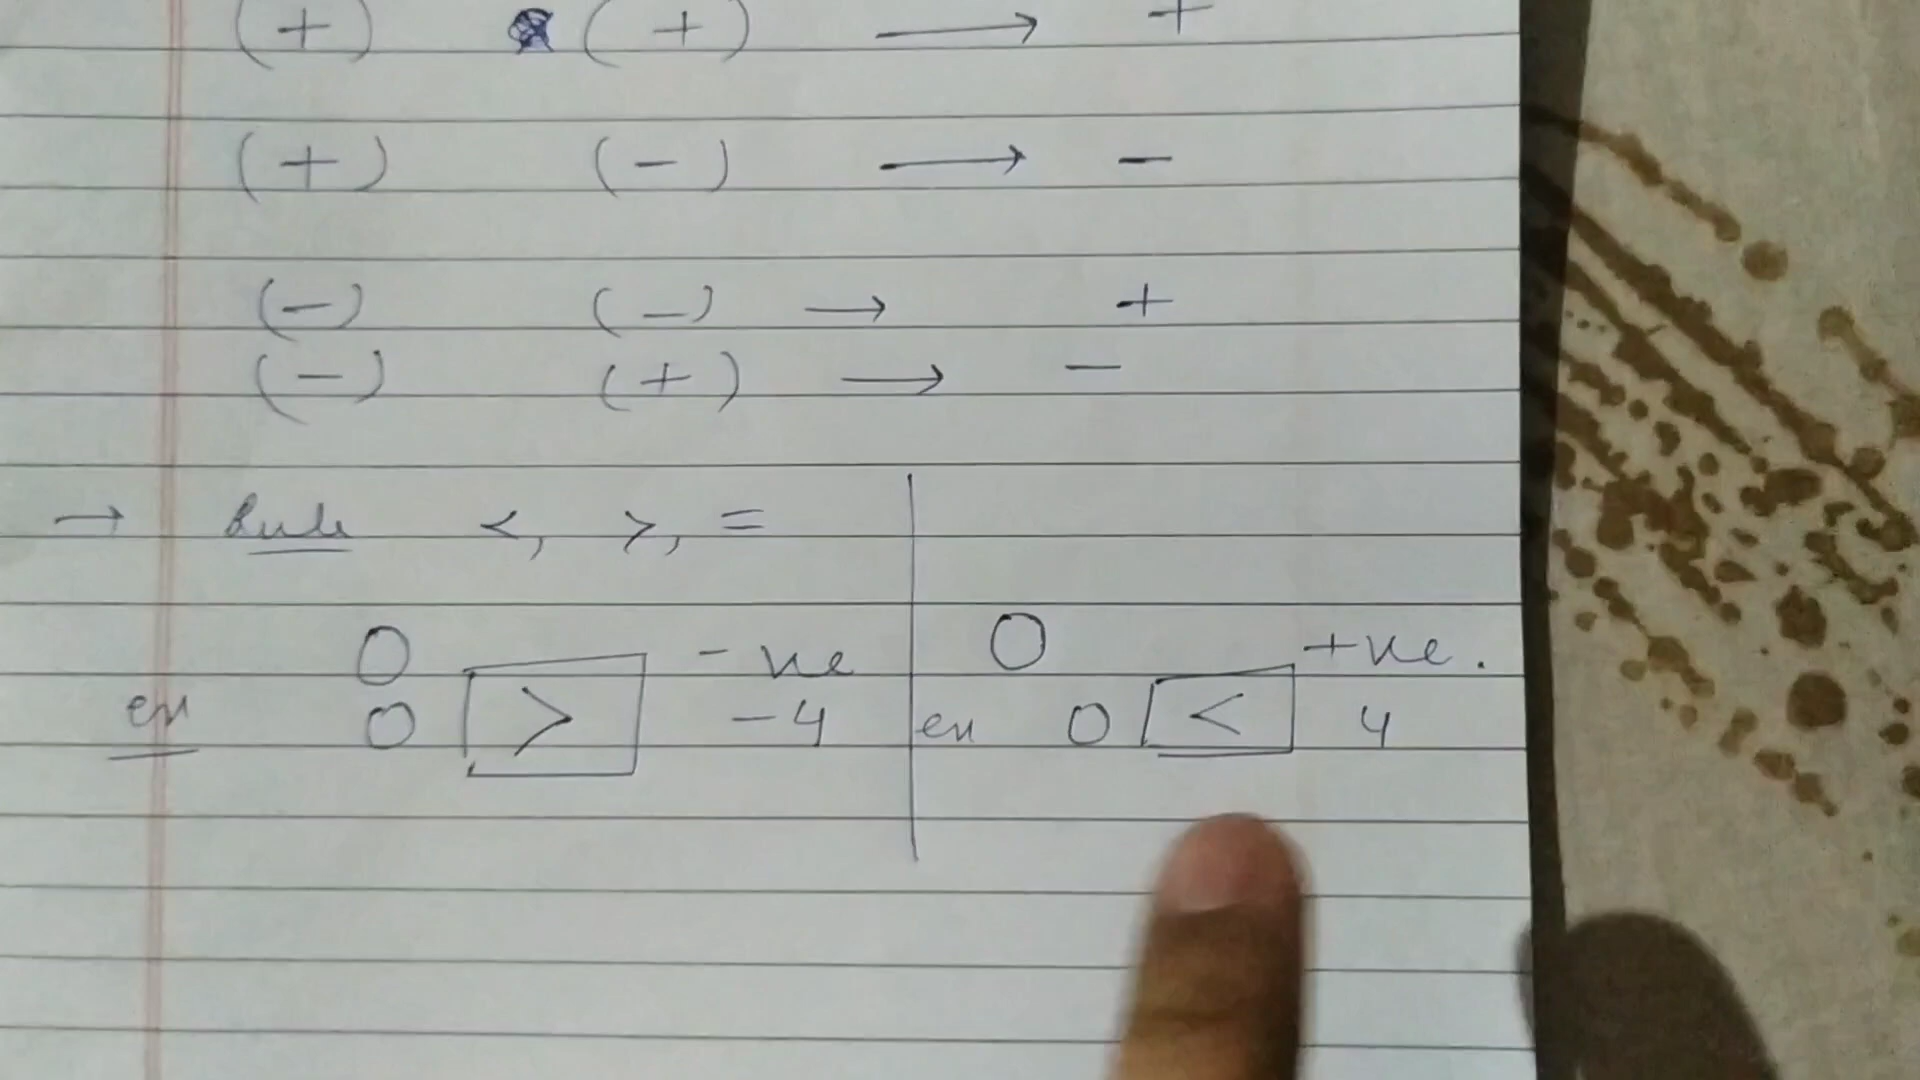 (+) (+) → +
(+) (-) → -
(-) (-) → +
(-) (+) → -
→ Rule <, >, =
0 -ve
ex 0 > -4
0 +ve.
ex 0 < 4